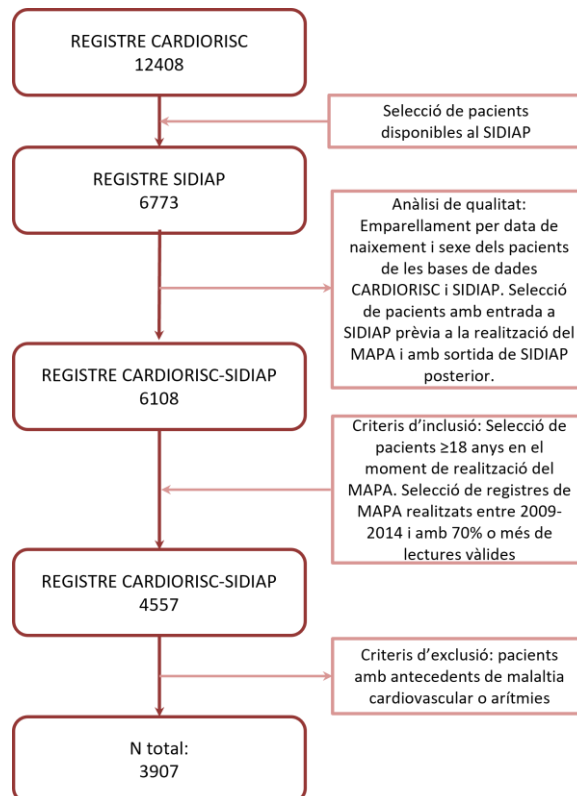 REGISTRE CARDIORISC
12408
Selecció de pacients
disponibles al SIDIAP
REGISTRE SIDIAP
6773
Anàlisi de qualitat:
Emparellament per data de
naixement i sexe dels pacients
de les bases de dades
CARDIORISC i SIDIAP. Selecció
de pacients amb entrada a
SIDIAP prèvia a la realització del
MAPA i amb sortida de SIDIAP
posterior.
REGISTRE CARDIORISC-SIDIAP
6108
Criteris d’inclusió: Selecció de
pacients ≥18 anys en el
moment de realització del
MAPA. Selecció de registres de
MAPA realitzats entre 2009-
2014 i amb 70% o més de
lectures vàlides
REGISTRE CARDIORISC-SIDIAP
4557
Criteris d’exclusió: pacients
amb antecedents de malaltia
cardiovascular o arítmies
N total:
3907